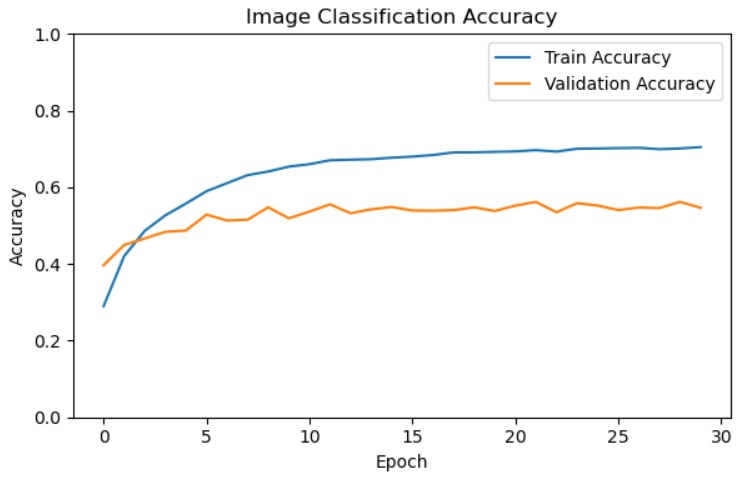 Image Classification Accuracy
1.0
0.8
0.6
0.4
0.2
0.0
Accuracy
Train Accuracy
Validation Accuracy
0 5 10 15 20 25 30
Epoch